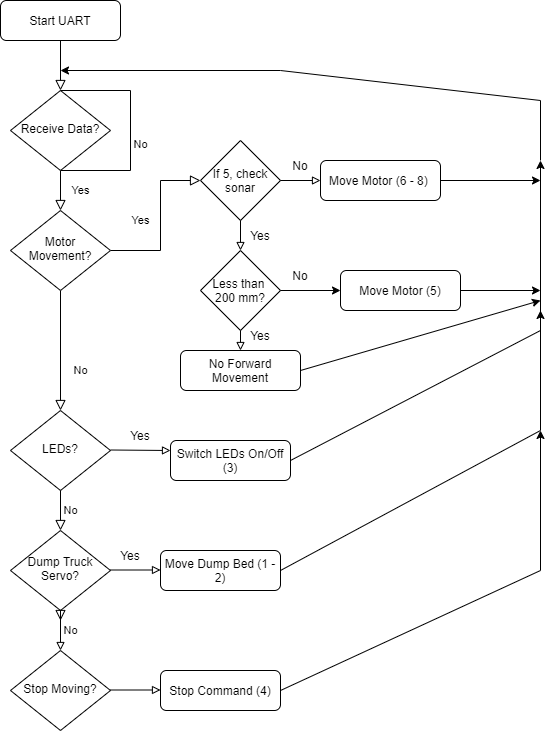 Start UART
Receive Data?
No
Yes
Motor
Movement?
Yes
If 5, check
sonar
No
Move Motor (6 - 8)
Yes
Less than
200 mm?
No
Move Motor (5)
Yes
No Forward
Movement
No
LEDs?
Yes
Switch LEDs On/Off
(3)
No
Dump Truck
Servo?
Yes
Move Dump Bed (1 -
2)
No
Stop Moving?
Stop Command (4)